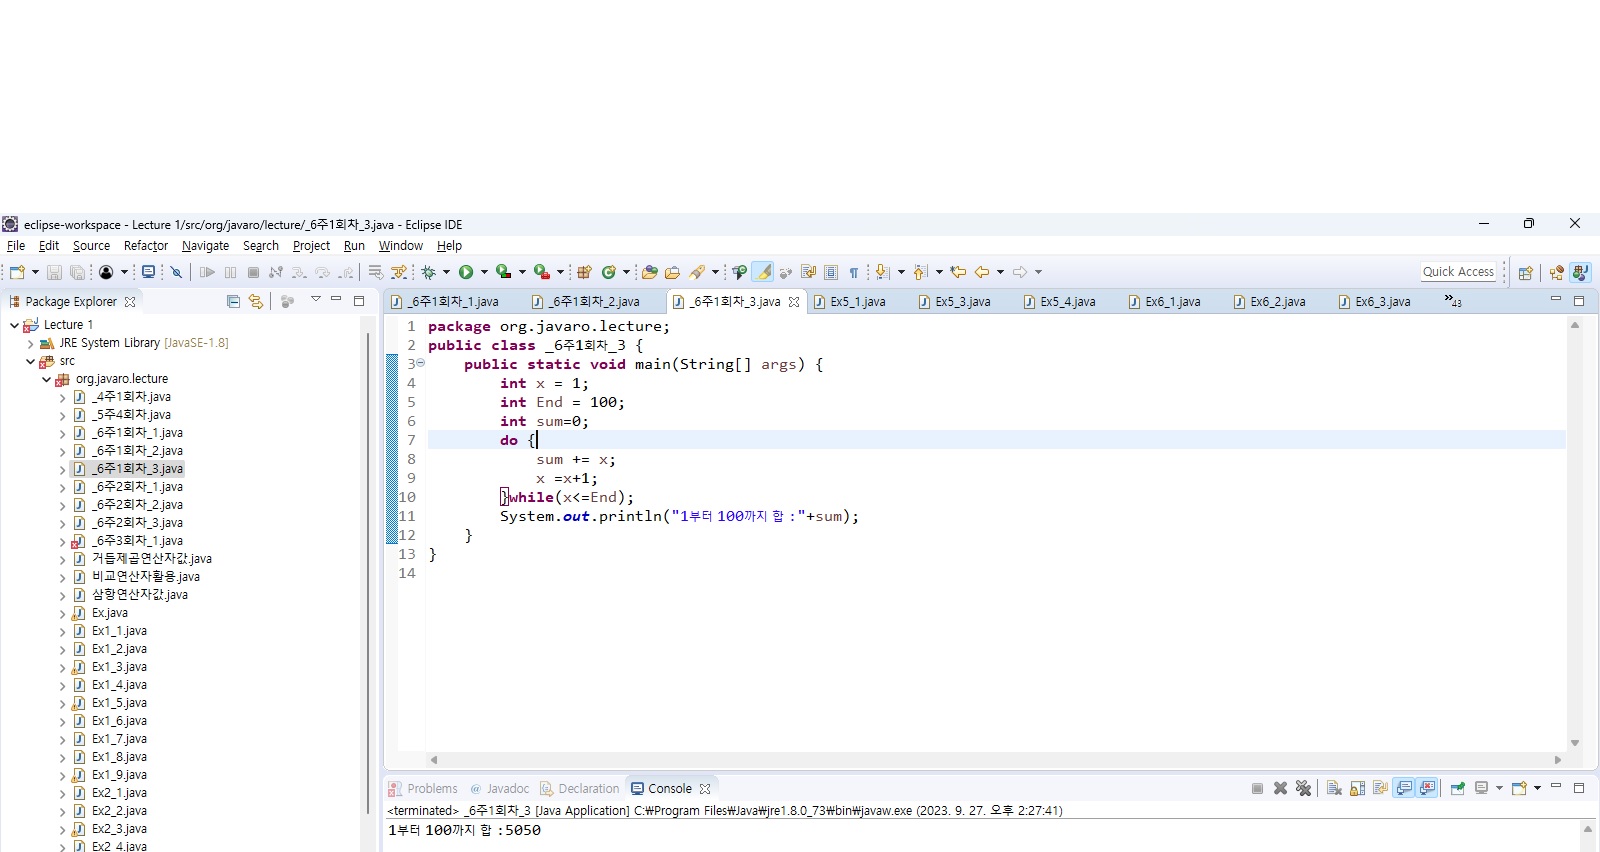 eclipse-workspace - Lecture 1/src/org/javaro/lecture/_6주1회차_3.java - Eclipse IDE
File Edit Source Refactor Navigate Search Project Run Window Help
Quick Access
Package Explorer
_6주1회차_1.java _6주1회차_2.java _6주1회차_3.java Ex5_1.java Ex5_3.java Ex5_4.java Ex6_1.java Ex6_2.java Ex6_3.java »43
Lecture 1
JRE System Library [JavaSE-1.8]
src
org.javaro.lecture
_4주1회차.java
_5주4회차.java
_6주1회차_1.java
_6주1회차_2.java
_6주1회차_3.java
_6주2회차_1.java
_6주2회차_2.java
_6주2회차_3.java
_6주3회차_1.java
거듭제곱연산자값.java
비교연산자활용.java
삼항연산자값.java
Ex.java
Ex1_1.java
Ex1_2.java
Ex1_3.java
Ex1_4.java
Ex1_5.java
Ex1_6.java
Ex1_7.java
Ex1_8.java
Ex1_9.java
Ex2_1.java
Ex2_2.java
Ex2_3.java
Ex2_4.java
1 package org.javaro.lecture;
2 public class _6주1회차_3 {
3 public static void main(String[] args) {
4 int x = 1;
5 int End = 100;
6 int sum=0;
7 do {
8 sum += x;
9 x =x+1;
10 }while(x<=End);
11 System.out.println("1부터 100까지 합 :"+sum);
12 }
13 }
14
Problems @ Javadoc Declaration Console
<terminated> _6주1회차_3 [Java Application] C:₩Program Files₩Java₩jre1.8.0_73₩bin₩javaw.exe (2023. 9. 27. 오후 2:27:41)
1부터 100까지 합 :5050